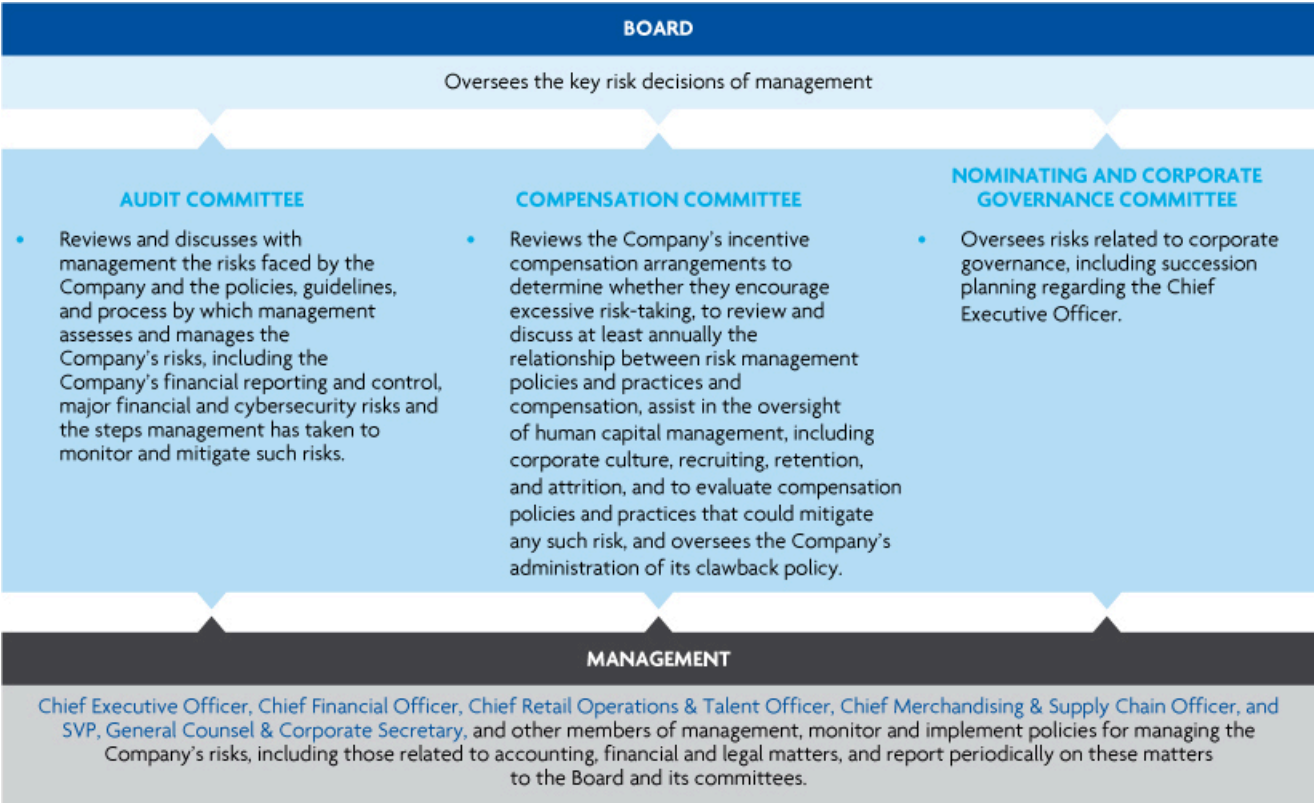 BOARD
Oversees the key risk decisions of management
AUDIT COMMITTEE
• Reviews and discusses with
management the risks faced by the
Company and the policies, guidelines,
and process by which management
assesses and manages the
Company’s risks, including the
Company’s financial reporting and control,
major financial and cybersecurity risks and
the steps management has taken to
monitor and mitigate such risks.
COMPENSATION COMMITTEE
• Reviews the Company’s incentive
compensation arrangements to
determine whether they encourage
excessive risk-taking, to review and
discuss at least annually the
relationship between risk management
policies and practices and
compensation, assist in the oversight
of human capital management, including
corporate culture, recruiting, retention,
and attrition, and to evaluate compensation
policies and practices that could mitigate
any such risk, and oversees the Company’s
administration of its clawback policy.
NOMINATING AND CORPORATE
GOVERNANCE COMMITTEE
• Oversees risks related to corporate
governance, including succession
planning regarding the Chief
Executive Officer.
MANAGEMENT
Chief Executive Officer, Chief Financial Officer, Chief Retail Operations & Talent Officer, Chief Merchandising & Supply Chain Officer, and
SVP, General Counsel & Corporate Secretary, and other members of management, monitor and implement policies for managing the
Company’s risks, including those related to accounting, financial and legal matters, and report periodically on these matters
to the Board and its committees.